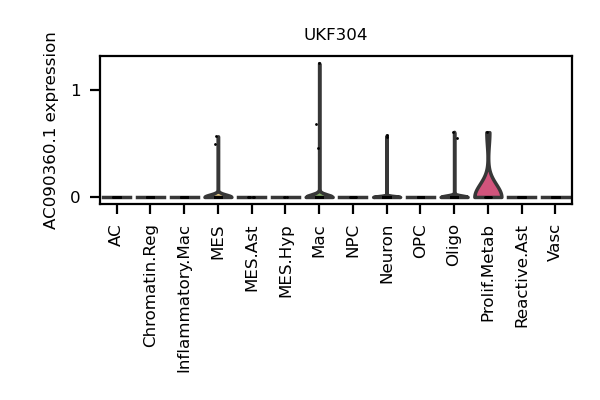 UKF304
AC090360.1 expression
1
0
AC
Chromatin.Reg
Inflammatory.Mac
MES
MES.Ast
MES.Hyp
Mac
NPC
Neuron
OPC
Oligo
Prolif.Metab
Reactive.Ast
Vasc